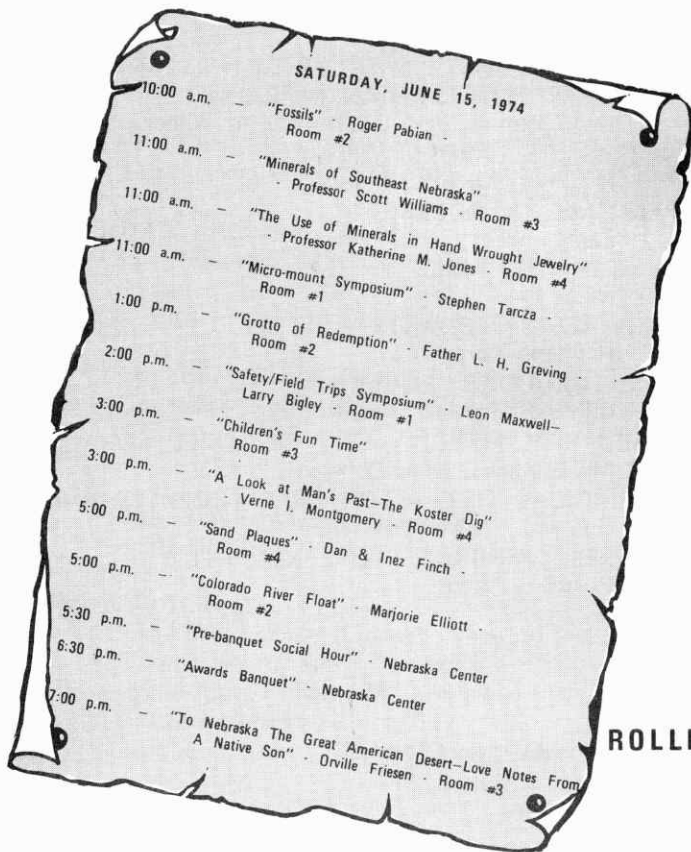 SATURDAY, JUNE 15, 1974
10:00 a.m. — "Fossils" - Roger Pabian -
Room #2
11:00 a.m. — "Minerals of Southeast Nebraska"
- Professor Scott Williams - Room #3
11:00 a.m. — "The Use of Minerals in Hand Wrought Jewelry"
- Professor Katherine M. Jones - Room #4
11:00 a.m. — "Micro-mount Symposium" - Stephen Tarcza -
Room #1
1:00 p.m. — "Grotto of Redemption" - Father L. H. Greving -
Room #2
2:00 p.m. — "Safety/Field Trips Symposium" - Leon Maxwell—
Larry Bigley - Room #1
3:00 p.m. — "Children's Fun Time"
Room #3
3:00 p.m. — "A Look at Man's Past—The Koster Dig"
- Verne I. Montgomery - Room #4
5:00 p.m. — "Sand Plaques" - Dan & Inez Finch -
Room #4
5:00 p.m. — "Colorado River Float" - Marjorie Elliott -
Room #2
5:30 p.m. — "Pre-banquet Social Hour" - Nebraska Center
6:30 p.m. — "Awards Banquet" - Nebraska Center
7:00 p.m. — "To Nebraska The Great American Desert—Love Notes From
A Native Son" - Orville Friesen - Room #3